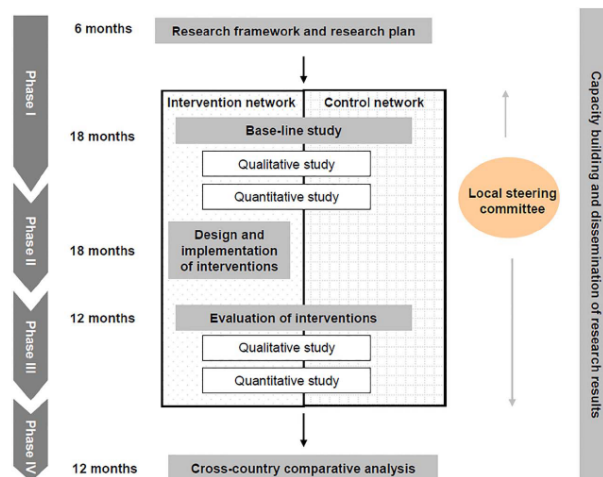 6 months
Research framework and research plan
Phase I
Intervention network
Control network
18 months
Base-line study
Qualitative study
Quantitative study
Local steering
committee
Phase II
18 months
Design and
implementation
of interventions
Phase III
12 months
Evaluation of interventions
Qualitative study
Quantitative study
Phase IV
12 months
Cross-country comparative analysis
Capacity building and dissemination of research results